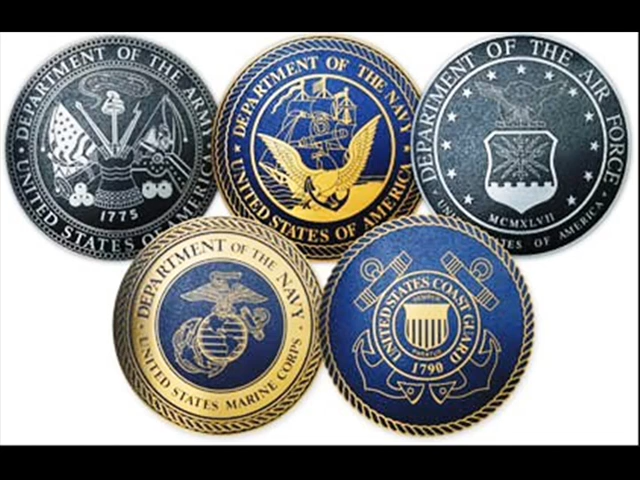 DEPARTMENT OF THE ARMY
UNITED STATES OF AMERICA
1775
DEPARTMENT OF THE NAVY
UNITED STATES OF AMERICA
DEPARTMENT OF THE AIR FORCE
MCMXLVII
UNITED STATES OF AMERICA
DEPARTMENT OF THE NAVY
UNITED STATES MARINE CORPS
UNITED STATES COAST GUARD
PARATUS
1790